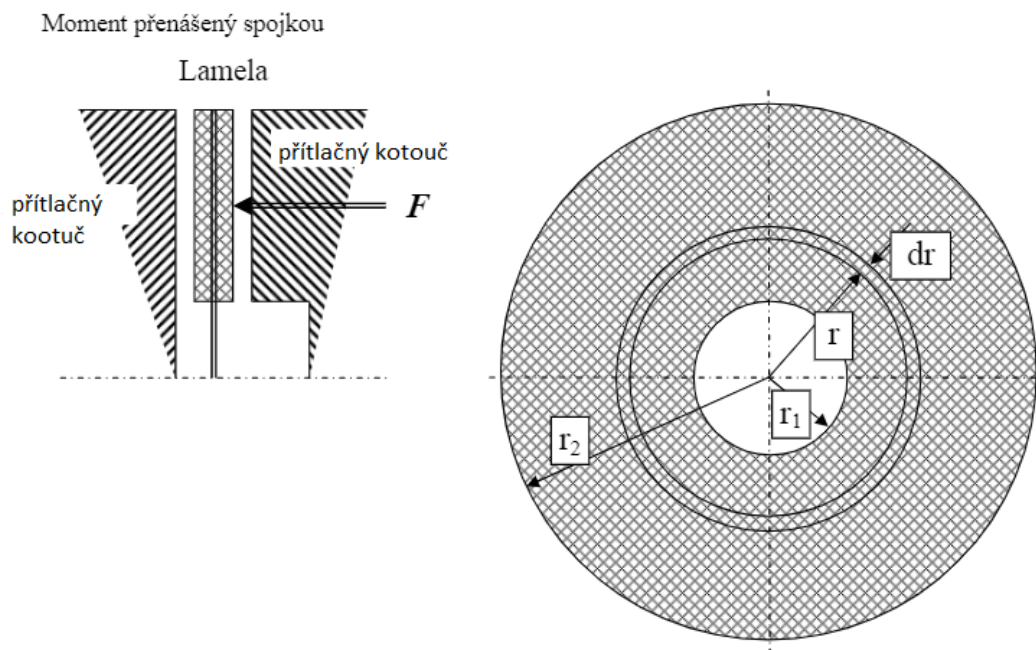 Moment přenášený spojkou
Lamela
přítlačný kotouč
přítlačný
kootuč
F
dr
r
r₁
r₂